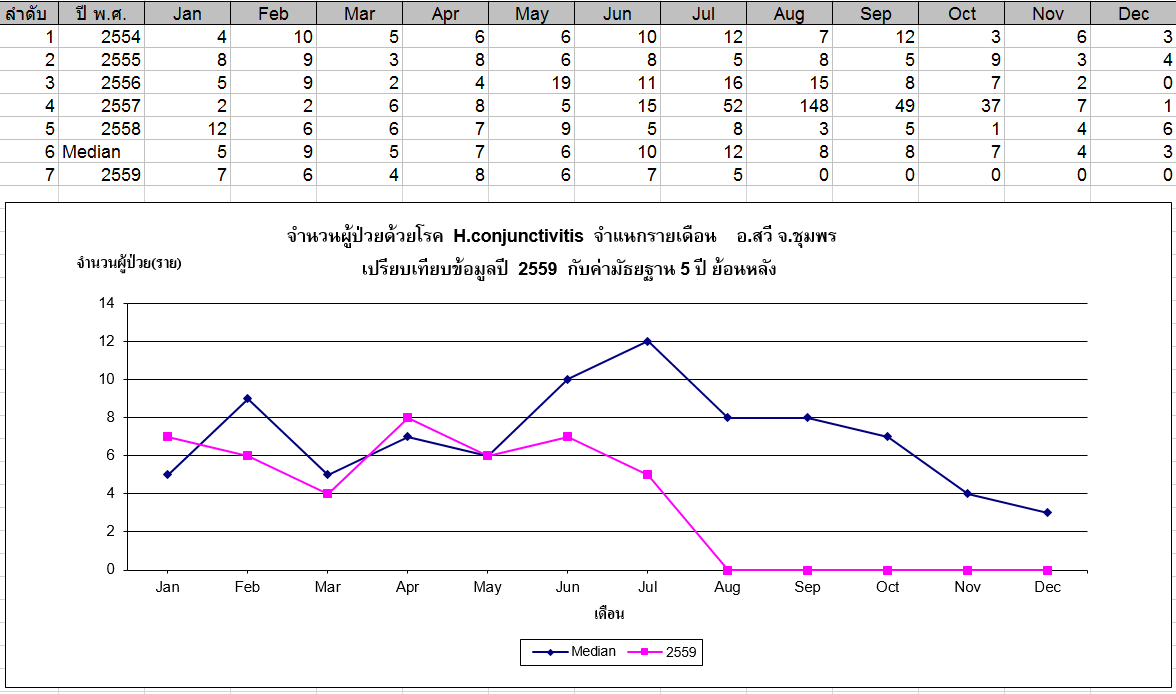 ลำดับ ปี พ.ศ. Jan Feb Mar Apr May Jun Jul Aug Sep Oct Nov Dec
1 2554 4 10 5 6 6 10 12 7 12 3 6 3
2 2555 8 9 3 8 6 8 5 8 5 9 3 4
3 2556 5 9 2 4 19 11 16 15 8 7 2 0
4 2557 2 2 6 8 5 15 52 148 49 37 7 1
5 2558 12 6 6 7 9 5 8 3 5 1 4 6
6 Median 5 9 5 7 6 10 12 8 8 7 4 3
7 2559 7 6 4 8 6 7 5 0 0 0 0 0
จำนวนผู้ป่วยด้วยโรค H.conjunctivitis จำแนกรายเดือน อ.สวี จ.ชุมพร
เปรียบเทียบข้อมูลปี 2559 กับค่ามัธยฐาน 5 ปี ย้อนหลัง
จำนวนผู้ป่วย(ราย)
14
12
10
8
6
4
2
0
Jan Feb Mar Apr May Jun Jul Aug Sep Oct Nov Dec
เดือน
Median 2559